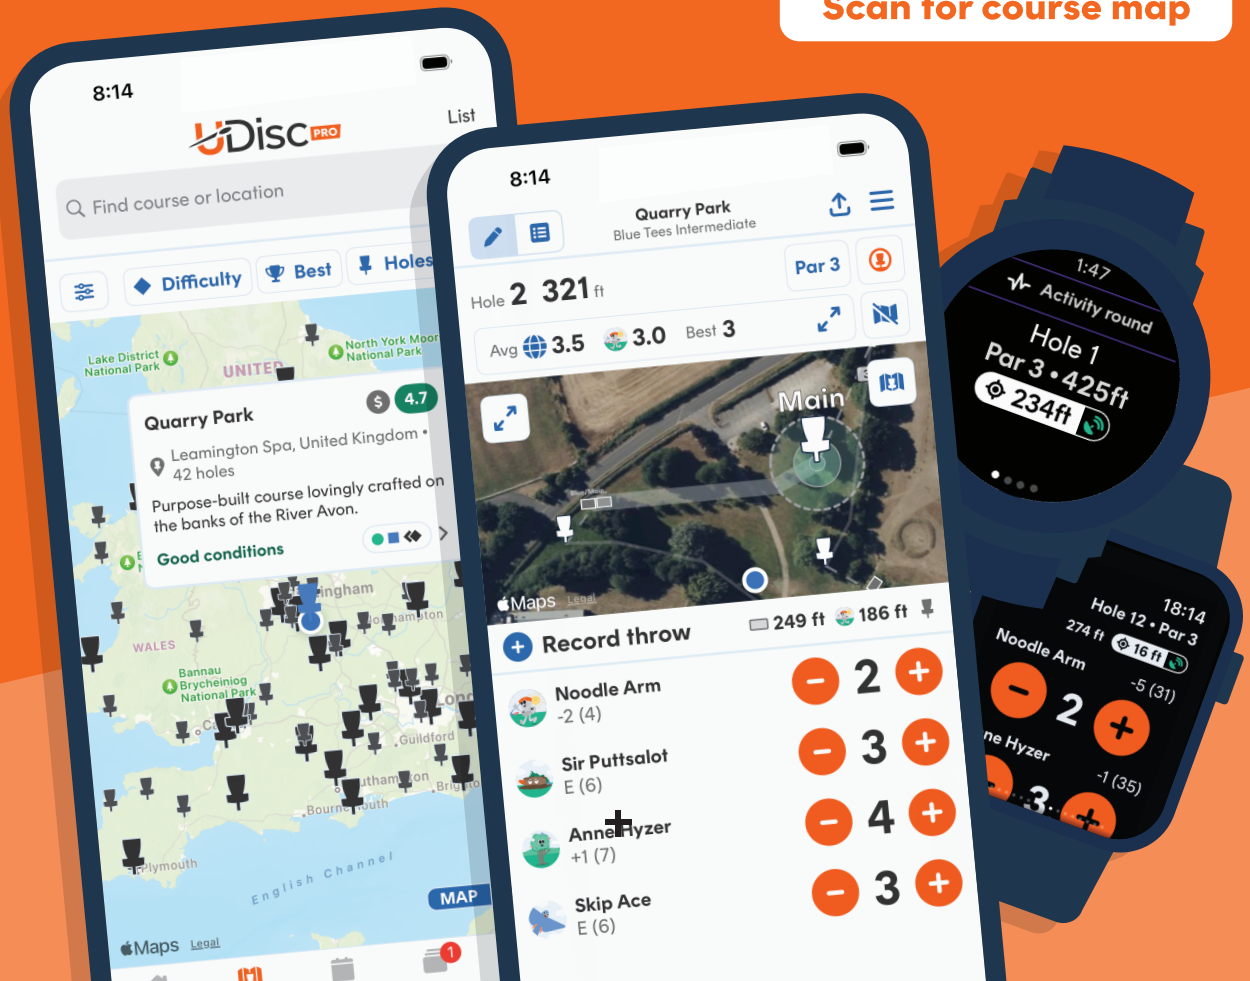 Scan for course map
8:14
UDisc PRO
List
Find course or location
Difficulty
Best
Holes
Lake District
National Park
North York Moor
National Park
UNITED
Quarry Park
$
4.7
Leamington Spa, United Kingdom •
42 holes
Purpose-built course lovingly crafted on
the banks of the River Avon.
Good conditions
ingham
WALES
Bannau
Brycheiniog
National Park
Guildford
Bourne outh
Plymouth
English Channel
MAP
Maps
Legal
1
8:14
Quarry Park
Blue Tees Intermediate
Hole 2 321 ft
Par 3
Avg 3.5 3.0 Best 3
Main
Maps
Legal
Record throw
249 ft 186 ft
Noodle Arm
-2 (4)
2
Sir Puttsalot
E (6)
3
Anne Hyzer
+1 (7)
4
Skip Ace
E (6)
3
1:47
Activity round
Hole 1
Par 3 • 425ft
234ft
18:14
Hole 12 • Par 3
274 ft 16 ft
Noodle Arm
-5 (31)
2
ne Hyzer
-1 (35)
3